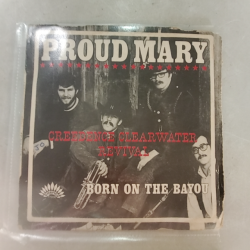 PROUD MARY
CREEDENCE CLEARWATER
REVIVAL
BORN ON THE BAYOU